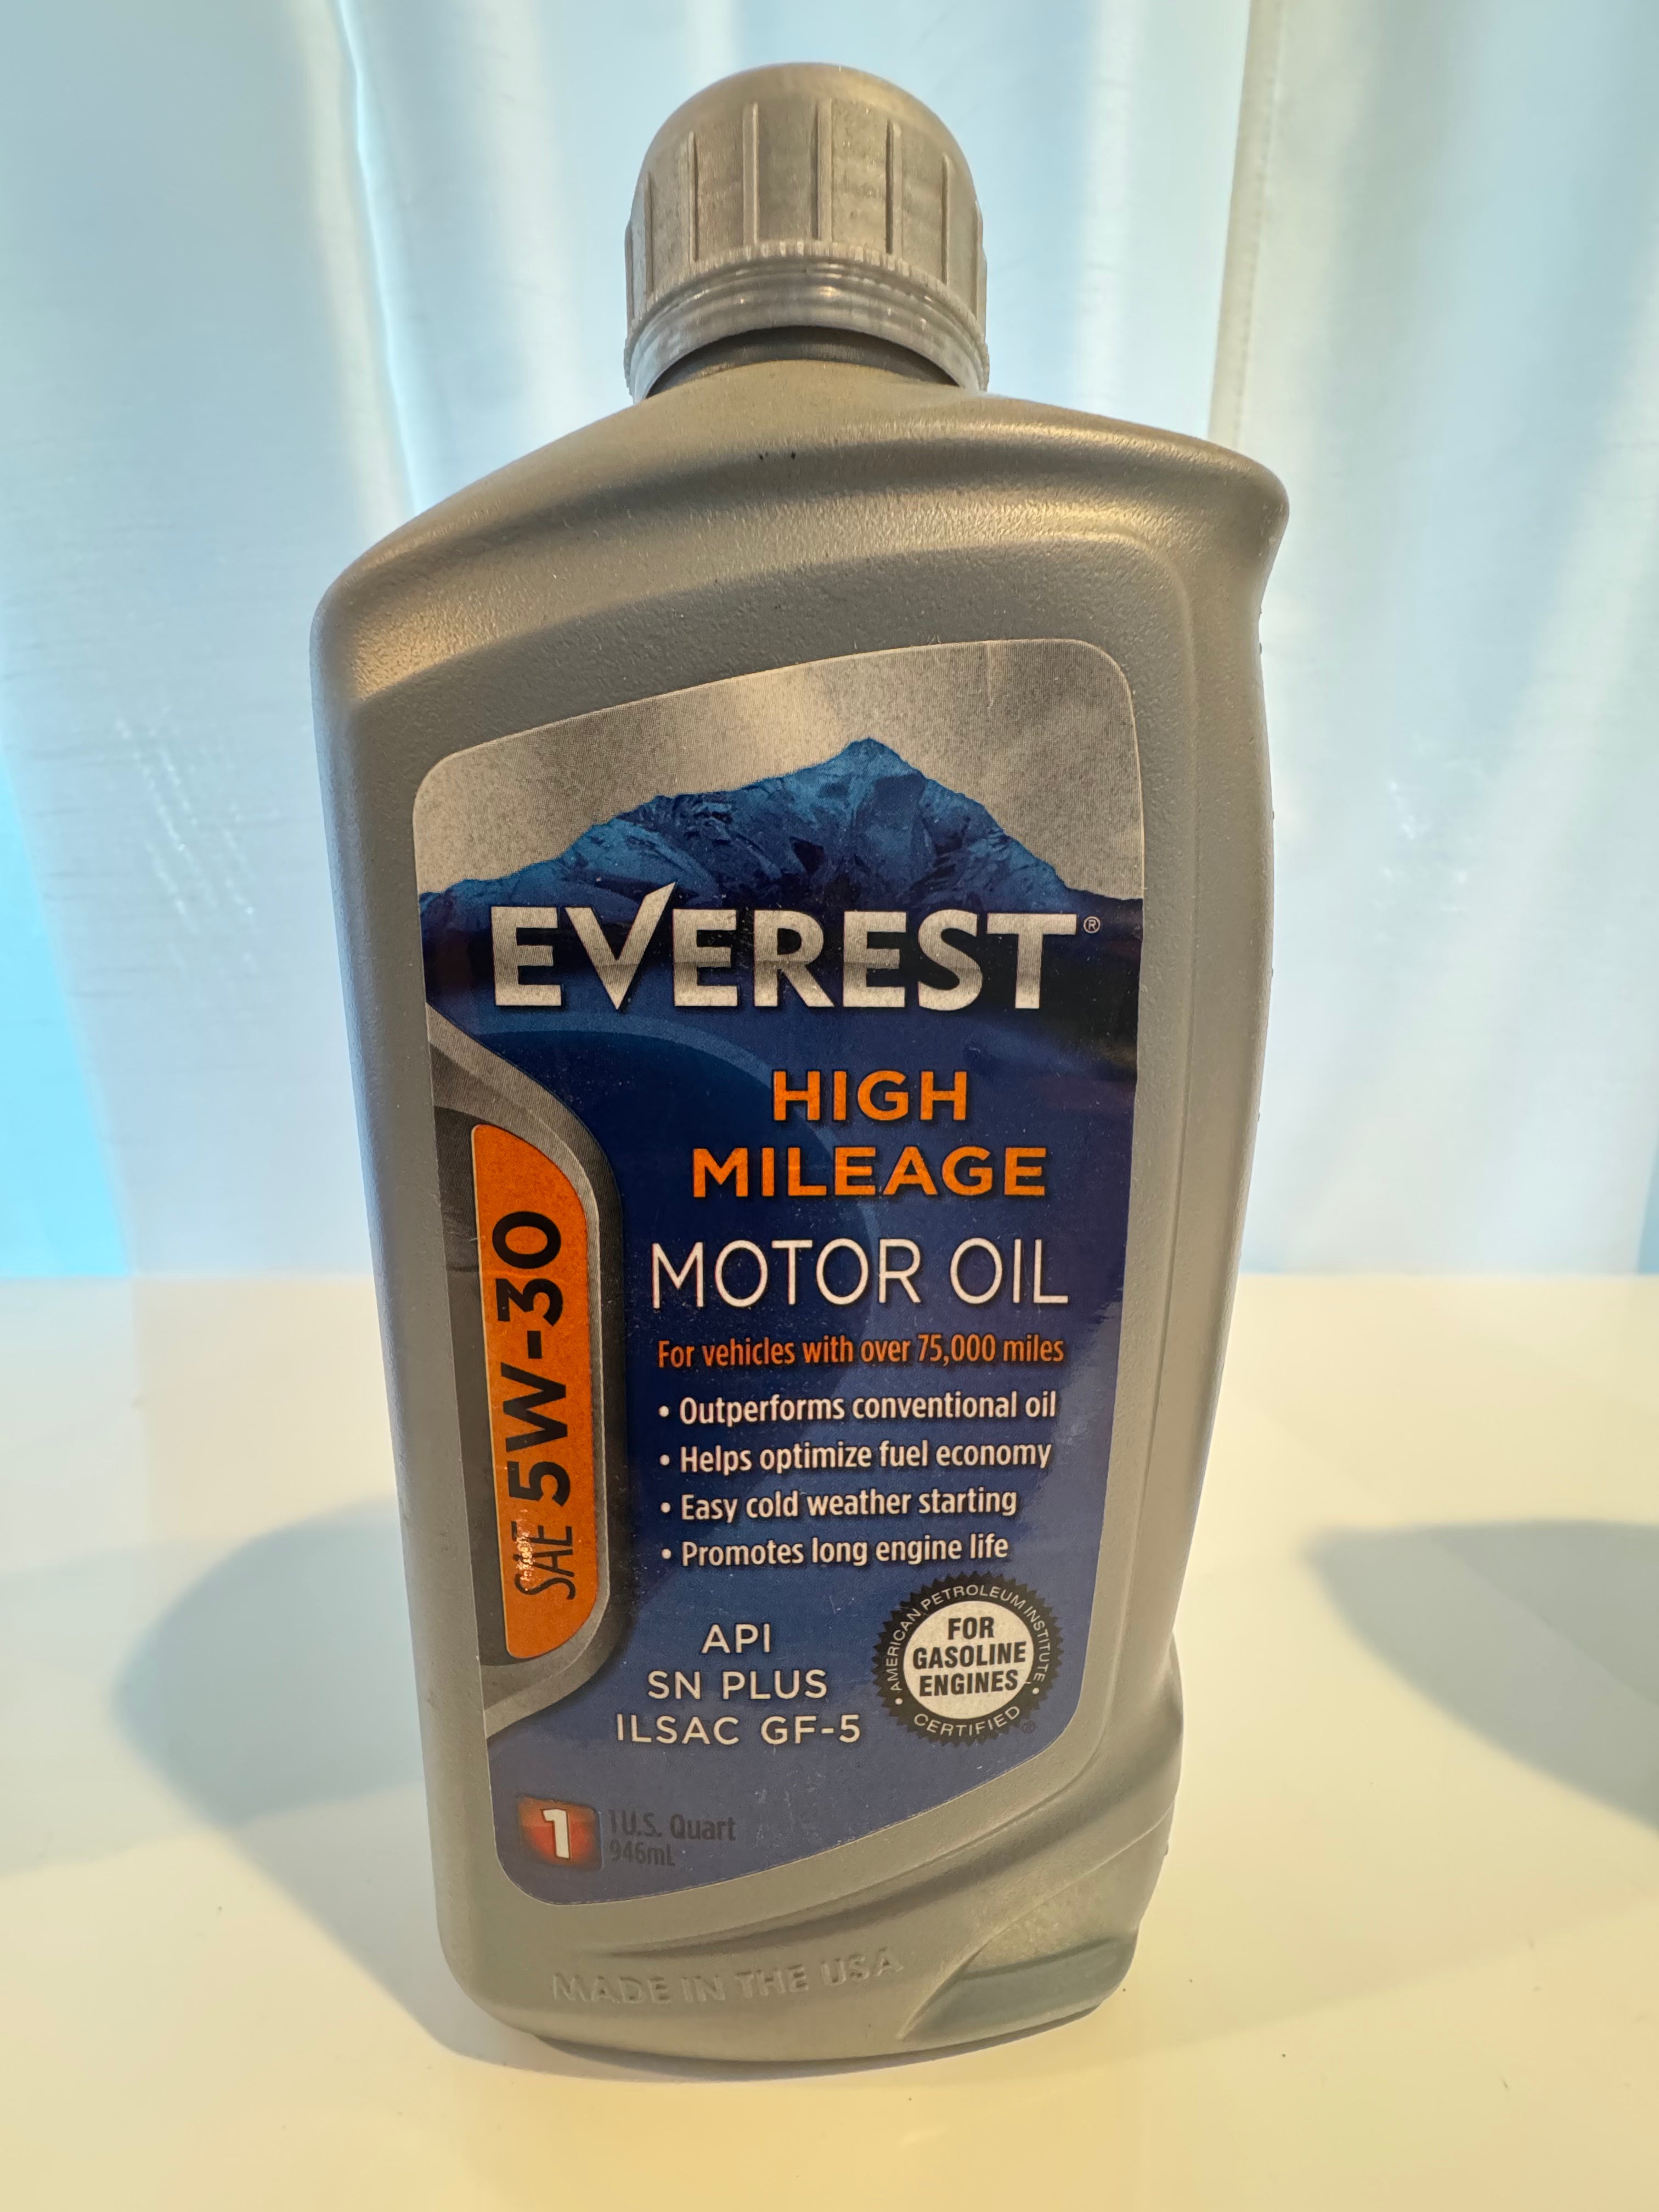 EVEREST®
HIGH
MILEAGE
MOTOR OIL
For vehicles with over 75,000 miles
• Outperforms conventional oil
• Helps optimize fuel economy
• Easy cold weather starting
• Promotes long engine life
SAE 5W-30
API
SN PLUS
ILSAC GF-5
AMERICAN PETROLEUM INSTITUTE
FOR
GASOLINE
ENGINES
CERTIFIED®
1
1 U.S. Quart
946mL
MADE IN THE USA